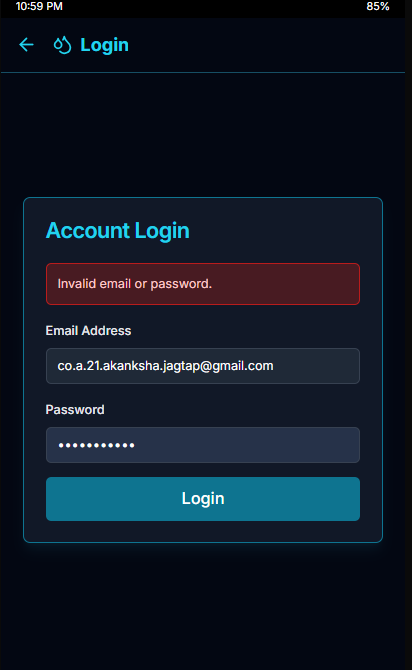 10:59 PM 85%
Login
Account Login
Invalid email or password.
Email Address
co.a.21.akanksha.jagtap@gmail.com
Password
•••••••••••
Login